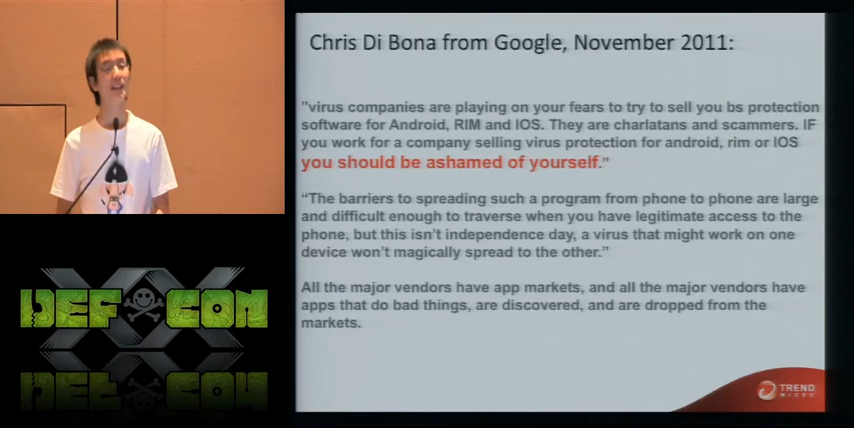 Chris Di Bona from Google, November 2011:
"virus companies are playing on your fears to try to sell you bs protection
software for Android, RIM and IOS. They are charlatans and scammers. IF
you work for a company selling virus protection for android, rim or IOS
you should be ashamed of yourself."
"The barriers to spreading such a program from phone to phone are large
and difficult enough to traverse when you have legitimate access to the
phone, but this isn't independence day, a virus that might work on one
device won't magically spread to the other."
All the major vendors have app markets, and all the major vendors have
apps that do bad things, are discovered, and are dropped from the
markets.
DEF CON
XX
TREND
MICRO